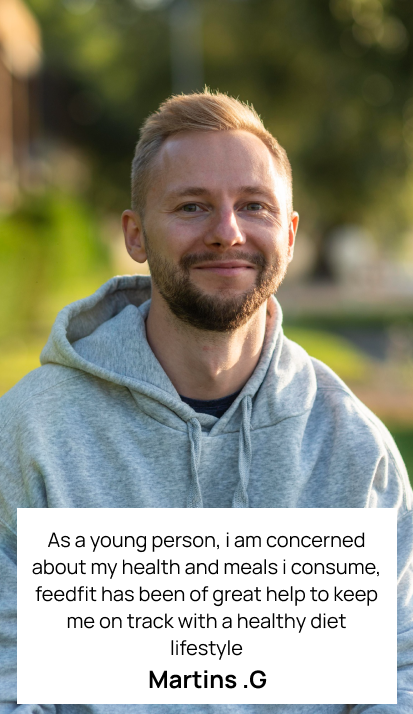 As a young person, i am concerned
about my health and meals i consume,
feedfit has been of great help to keep
me on track with a healthy diet
lifestyle
Martins .G